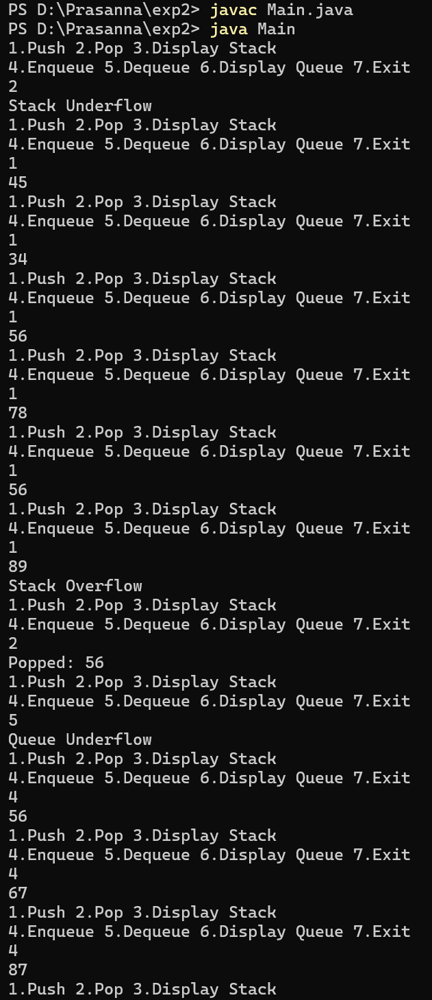 PS D:\Prasanna\exp2> javac Main.java
PS D:\Prasanna\exp2> java Main
1.Push 2.Pop 3.Display Stack
4.Enqueue 5.Dequeue 6.Display Queue 7.Exit
2
Stack Underflow
1.Push 2.Pop 3.Display Stack
4.Enqueue 5.Dequeue 6.Display Queue 7.Exit
1
45
1.Push 2.Pop 3.Display Stack
4.Enqueue 5.Dequeue 6.Display Queue 7.Exit
1
34
1.Push 2.Pop 3.Display Stack
4.Enqueue 5.Dequeue 6.Display Queue 7.Exit
1
56
1.Push 2.Pop 3.Display Stack
4.Enqueue 5.Dequeue 6.Display Queue 7.Exit
1
78
1.Push 2.Pop 3.Display Stack
4.Enqueue 5.Dequeue 6.Display Queue 7.Exit
1
56
1.Push 2.Pop 3.Display Stack
4.Enqueue 5.Dequeue 6.Display Queue 7.Exit
1
89
Stack Overflow
1.Push 2.Pop 3.Display Stack
4.Enqueue 5.Dequeue 6.Display Queue 7.Exit
2
Popped: 56
1.Push 2.Pop 3.Display Stack
4.Enqueue 5.Dequeue 6.Display Queue 7.Exit
5
Queue Underflow
1.Push 2.Pop 3.Display Stack
4.Enqueue 5.Dequeue 6.Display Queue 7.Exit
4
56
1.Push 2.Pop 3.Display Stack
4.Enqueue 5.Dequeue 6.Display Queue 7.Exit
4
67
1.Push 2.Pop 3.Display Stack
4.Enqueue 5.Dequeue 6.Display Queue 7.Exit
4
87
1.Push 2.Pop 3.Display Stack